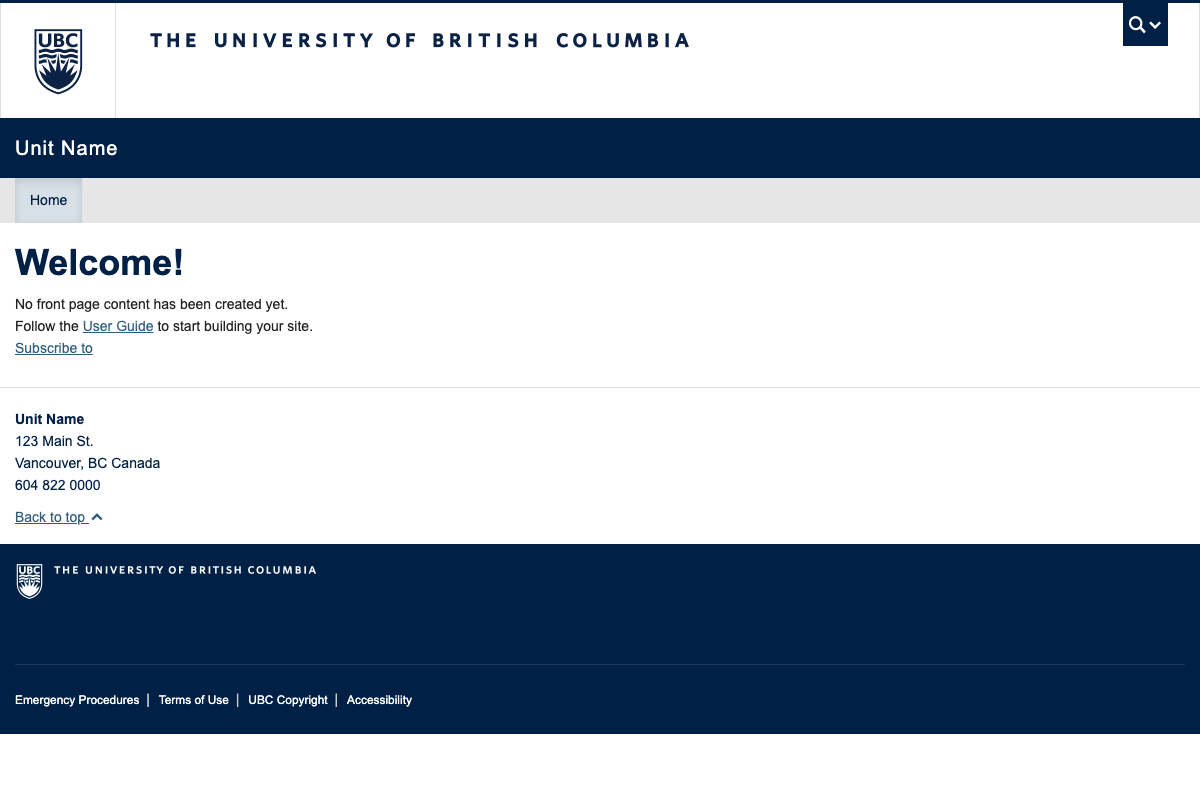 UBC
THE UNIVERSITY OF BRITISH COLUMBIA
Unit Name
Home
Welcome!
No front page content has been created yet.
Follow the User Guide to start building your site.
Subscribe to
Unit Name
123 Main St.
Vancouver, BC Canada
604 822 0000
Back to top
UBC
THE UNIVERSITY OF BRITISH COLUMBIA
Emergency Procedures | Terms of Use | UBC Copyright | Accessibility